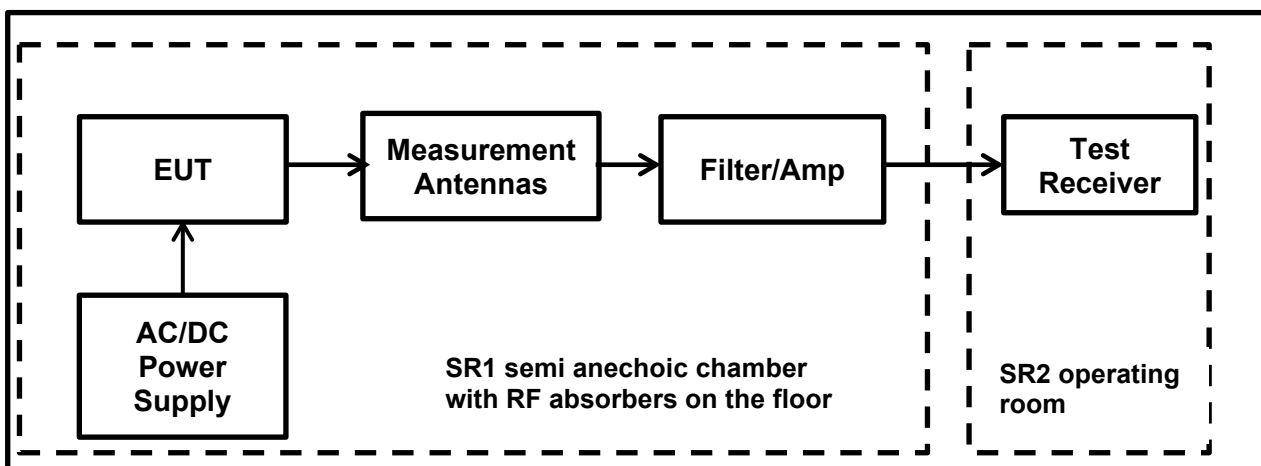 EUT
Measurement
Antennas
Filter/Amp
Test
Receiver
AC/DC
Power
Supply
SR1 semi anechoic chamber
with RF absorbers on the floor
SR2 operating
room